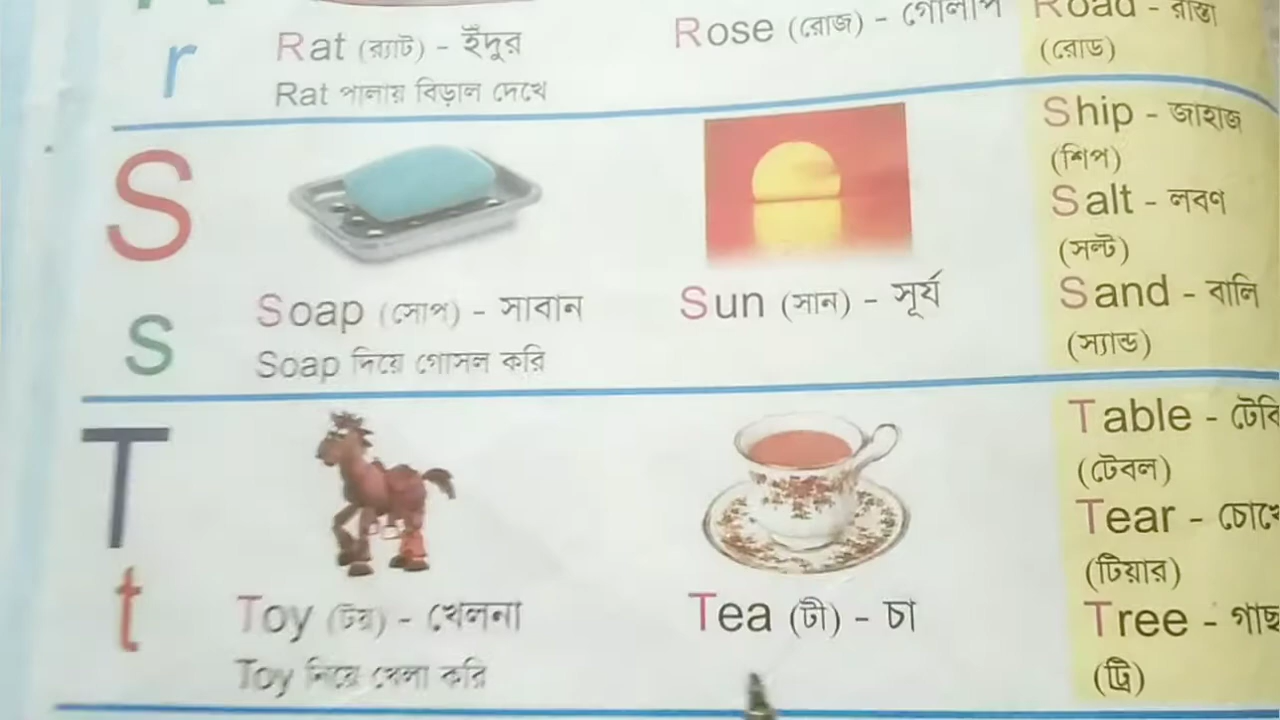 r
Rat (র‍্যাট) - ইঁদুর
Rat পালায় বিড়াল দেখে
Rose (রোজ) - গোলাপ
Road - রাস্তা
(রোড)
S
s
Soap (সোপ) - সাবান
Soap দিয়ে গোসল করি
Sun (সান) - সূর্য
Ship - জাহাজ
(শিপ)
Salt - লবণ
(সল্ট)
Sand - বালি
(স্যান্ড)
T
t
Toy (টয়) - খেলনা
Toy নিয়ে খেলা করি
Tea (টী) - চা
Table - টেবি
(টেবল)
Tear - চোখে
(টিয়ার)
Tree - গাছ
(ট্রি)